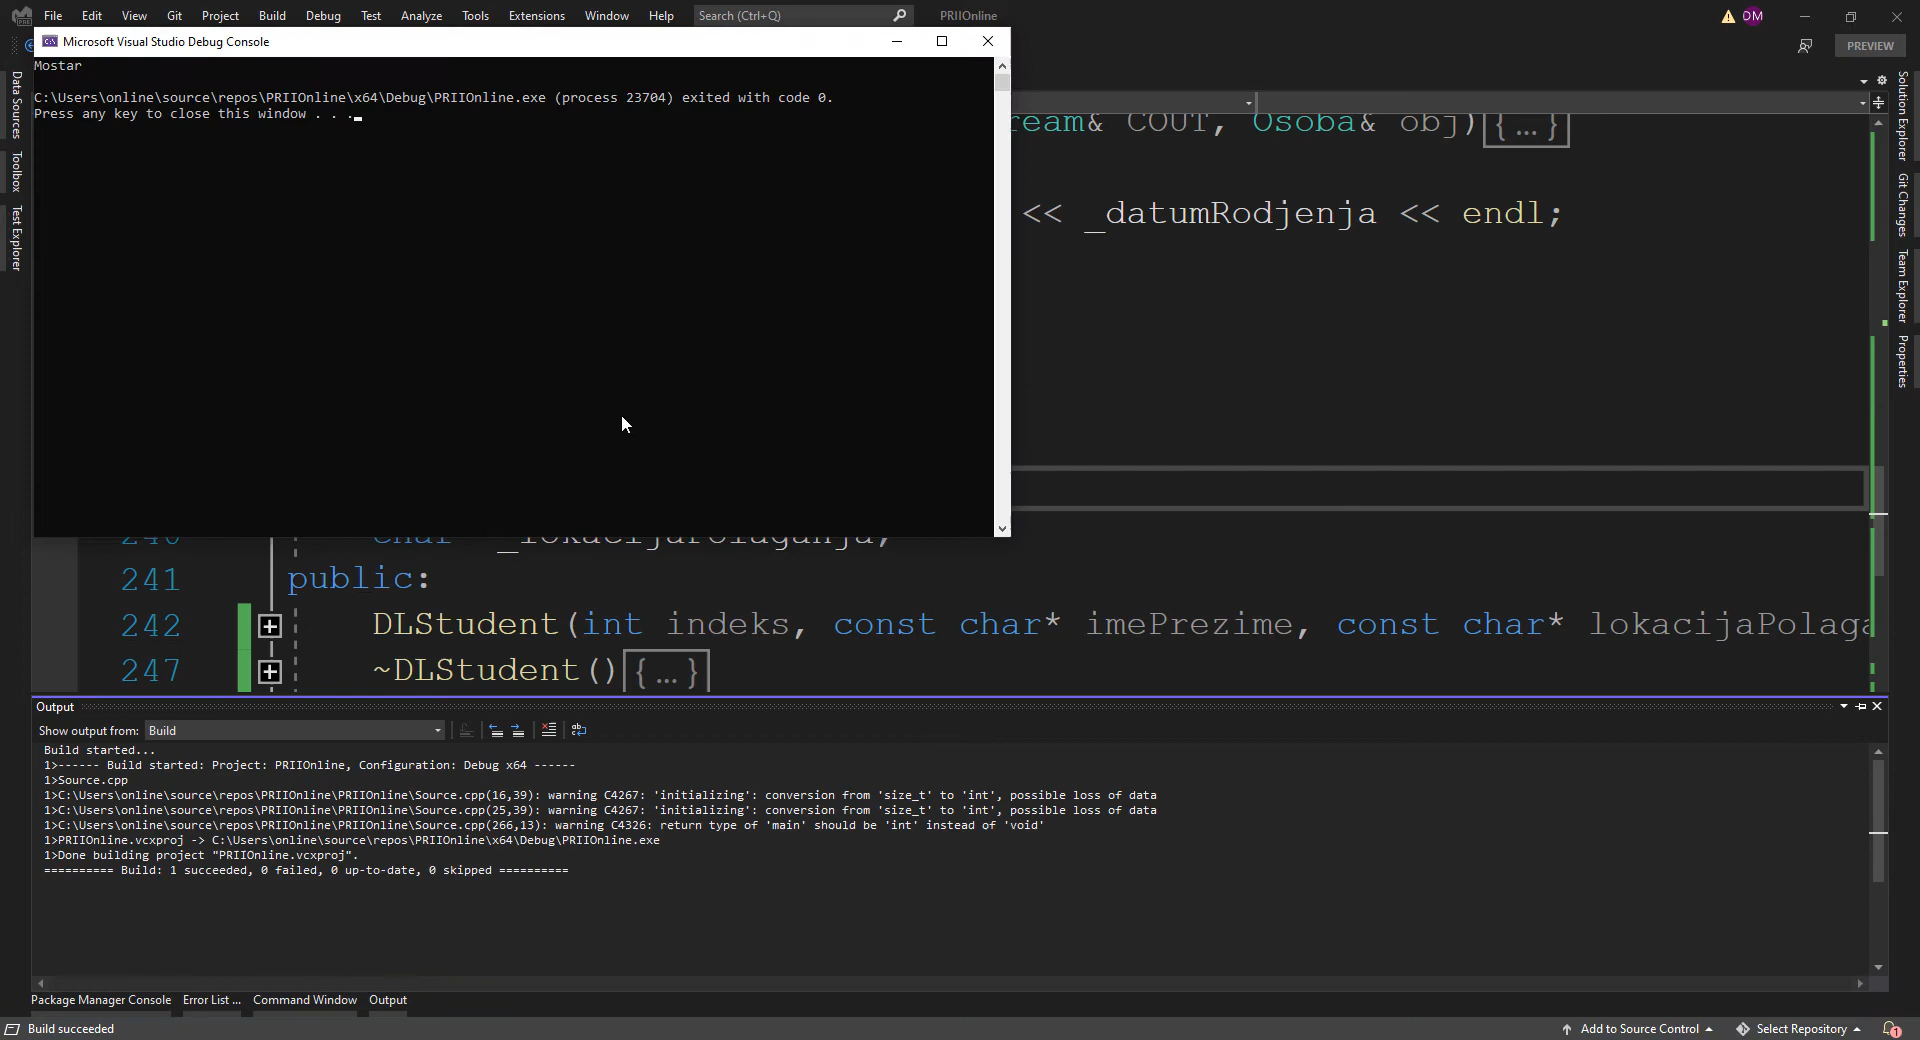 File Edit View Git Project Build Debug Test Analyze Tools Extensions Window Help Search (Ctrl+Q) PRIIOnline DM
Microsoft Visual Studio Debug Console
PREVIEW
Mostar
C:\Users\online\source\repos\PRIIOnline\x64\Debug\PRIIOnline.exe (process 23704) exited with code 0.
Press any key to close this window . . .
Data Sources
Toolbox
Test Explorer
ream& COUT, Osoba& obj){ ... }
<< _datumRodjenja << endl;
240 char* _lokacijaPolaganja;
241 public:
242 DLStudent(int indeks, const char* imePrezime, const char* lokacijaPolaga
247 ~DLStudent(){ ... }
Solution Explorer
Git Changes
Team Explorer
Properties
Output
Show output from: Build
Build started...
1>------ Build started: Project: PRIIOnline, Configuration: Debug x64 ------
1>Source.cpp
1>C:\Users\online\source\repos\PRIIOnline\PRIIOnline\Source.cpp(16,39): warning C4267: 'initializing': conversion from 'size_t' to 'int', possible loss of data
1>C:\Users\online\source\repos\PRIIOnline\PRIIOnline\Source.cpp(25,39): warning C4267: 'initializing': conversion from 'size_t' to 'int', possible loss of data
1>C:\Users\online\source\repos\PRIIOnline\PRIIOnline\Source.cpp(266,13): warning C4326: return type of 'main' should be 'int' instead of 'void'
1>PRIIOnline.vcxproj -> C:\Users\online\source\repos\PRIIOnline\x64\Debug\PRIIOnline.exe
1>Done building project "PRIIOnline.vcxproj".
========== Build: 1 succeeded, 0 failed, 0 up-to-date, 0 skipped ==========
Package Manager Console Error List ... Command Window Output
Build succeeded Add to Source Control Select Repository 1